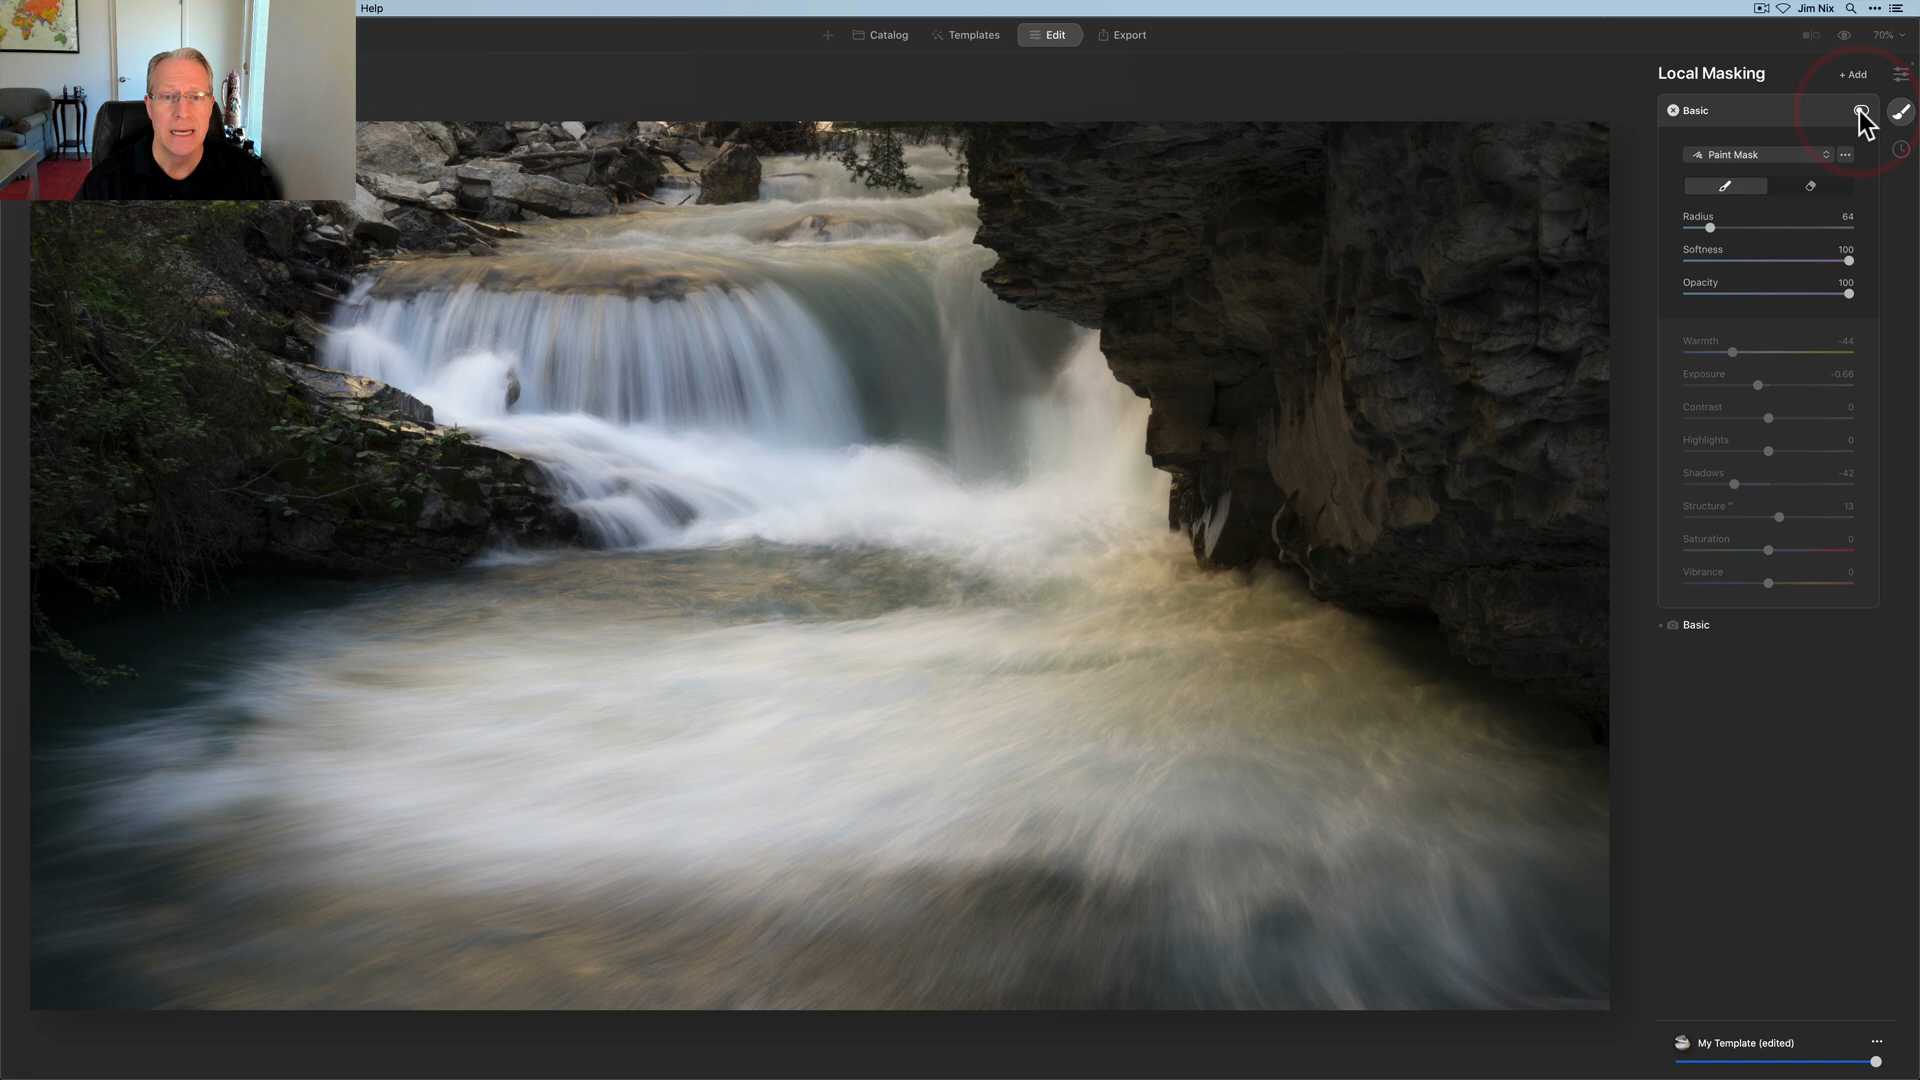 Help
Jim Nix
Catalog
Templates
Edit
Export
70%
Local Masking
+ Add
Basic
Paint Mask
Radius 64
Softness 100
Opacity 100
Warmth -44
Exposure -0.66
Contrast 0
Highlights 0
Shadows -42
Structure AI 13
Saturation 0
Vibrance 0
Basic
My Template (edited)